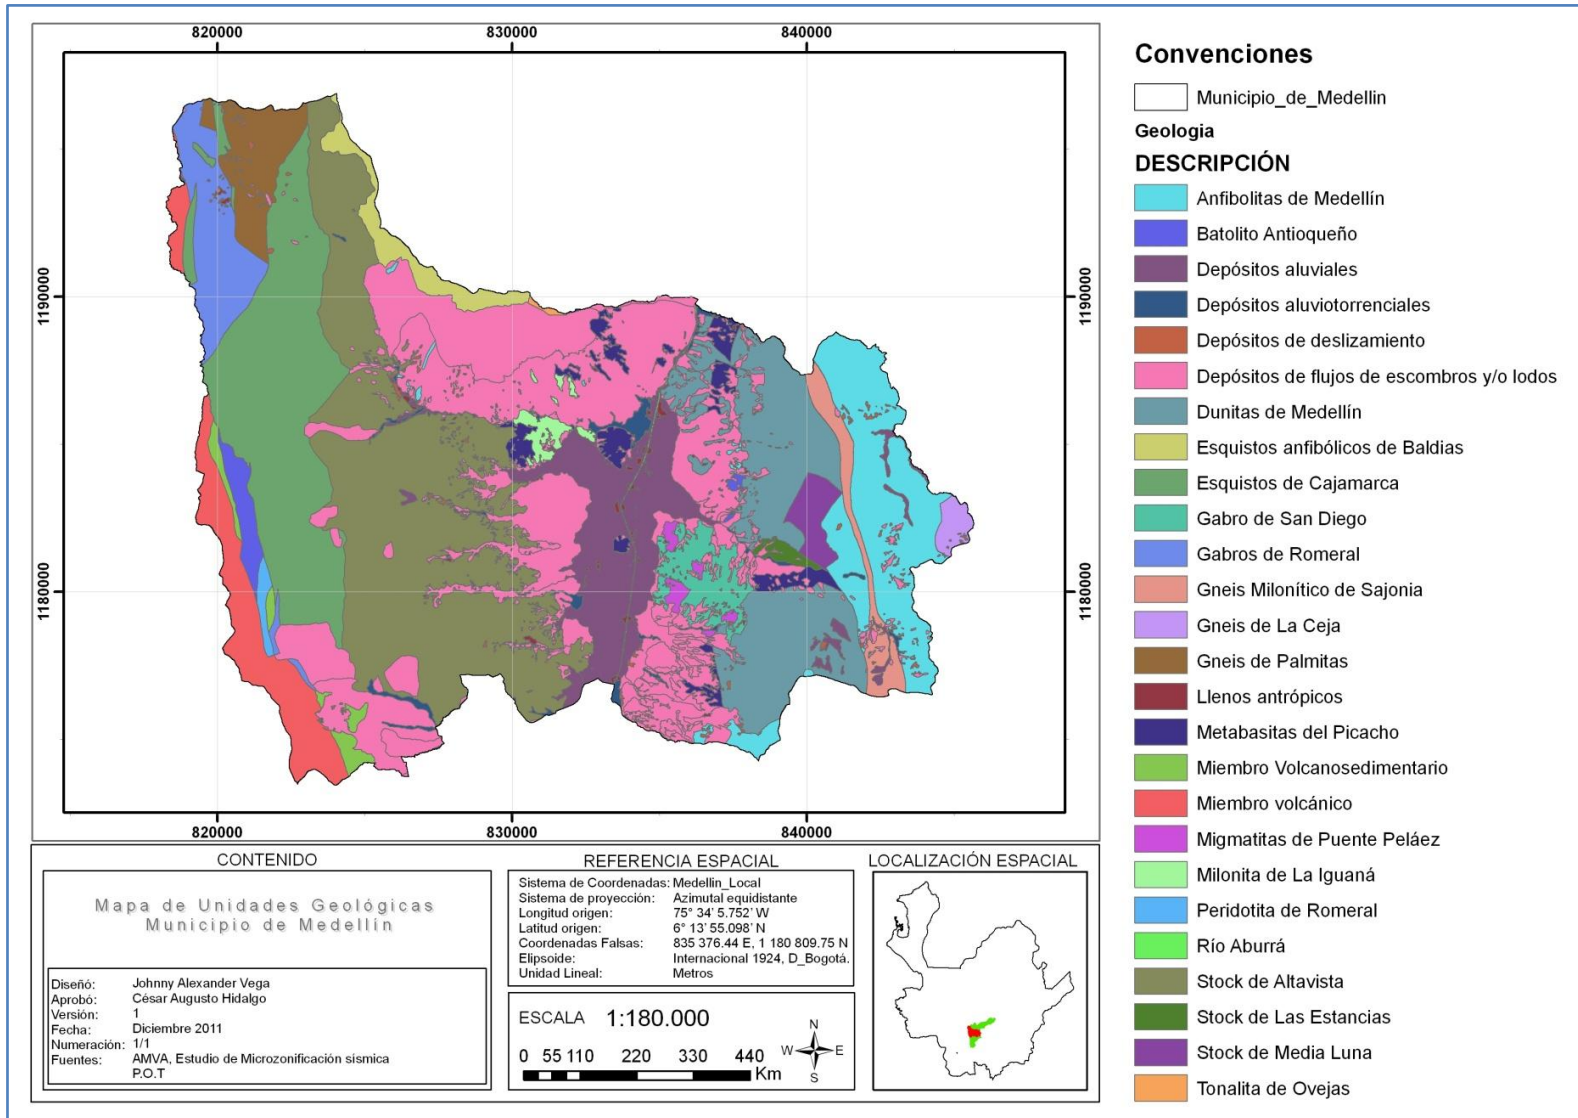 820000
830000
840000
1190000
1180000
1190000
1180000
820000
830000
840000
Convenciones
Municipio_de_Medellin
Geologia
DESCRIPCIÓN
Anfibolitas de Medellín
Batolito Antioqueño
Depósitos aluviales
Depósitos aluviotorrenciales
Depósitos de deslizamiento
Depósitos de flujos de escombros y/o lodos
Dunitas de Medellín
Esquistos anfibólicos de Baldias
Esquistos de Cajamarca
Gabro de San Diego
Gabros de Romeral
Gneis Milonítico de Sajonia
Gneis de La Ceja
Gneis de Palmitas
Llenos antrópicos
Metabasitas del Picacho
Miembro Volcanosedimentario
Miembro volcánico
Migmatitas de Puente Peláez
Milonita de La Iguaná
Peridotita de Romeral
Río Aburrá
Stock de Altavista
Stock de Las Estancias
Stock de Media Luna
Tonalita de Ovejas
CONTENIDO
Mapa de Unidades Geológicas
Municipio de Medellín
Diseñó: Johnny Alexander Vega
Aprobó: César Augusto Hidalgo
Versión: 1
Fecha: Diciembre 2011
Numeración: 1/1
Fuentes: AMVA, Estudio de Microzonificación sismica
P.O.T
REFERENCIA ESPACIAL
Sistema de Coordenadas: Medellin_Local
Sistema de proyección: Azimutal equidistante
Longitud origen: 75° 34' 5.752' W
Latitud origen: 6° 13' 55.098' N
Coordenadas Falsas: 835 376.44 E, 1 180 809.75 N
Elipsoide: Internacional 1924, D_Bogotá.
Unidad Lineal: Metros
ESCALA 1:180.000
0 55 110 220 330 440
Km
N
W
E
S
LOCALIZACIÓN ESPACIAL